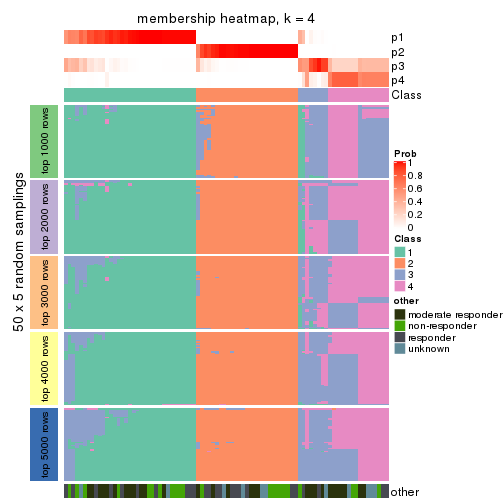 membership heatmap, k = 4
p1
p2
p3
p4
Class
50 x 5 random samplings
top 1000 rows
top 2000 rows
top 3000 rows
top 4000 rows
top 5000 rows
other
Prob
1
0.8
0.6
0.4
0.2
0
Class
1
2
3
4
other
moderate responder
non-responder
responder
unknown